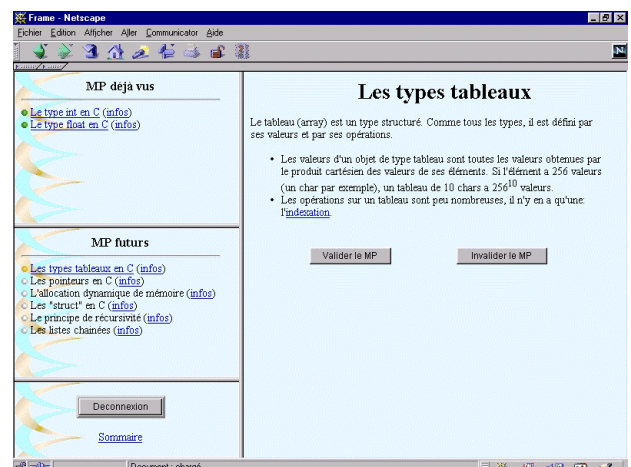 Frame - Netscape
Fichier Edition Afficher Aller Communicator Aide
MP déjà vus
Le type int en C (infos)
Le type float en C (infos)
MP futurs
Les types tableaux en C (infos)
Les pointeurs en C (infos)
L'allocation dynamique de mémoire (infos)
Les "struct" en C (infos)
Le principe de récursivité (infos)
Les listes chainées (infos)
Deconnexion
Sommaire
Les types tableaux
Le tableau (array) est un type structuré. Comme tous les types, il est défini par
ses valeurs et par ses opérations.
Les valeurs d'un objet de type tableau sont toutes les valeurs obtenues par
le produit cartésien des valeurs de ses éléments. Si l'élément a 256 valeurs
(un char par exemple), un tableau de 10 chars a 256¹⁰ valeurs.
Les opérations sur un tableau sont peu nombreuses, il n'y en a qu'une:
l'indexation.
Valider le MP Invalider le MP
Document : chargé